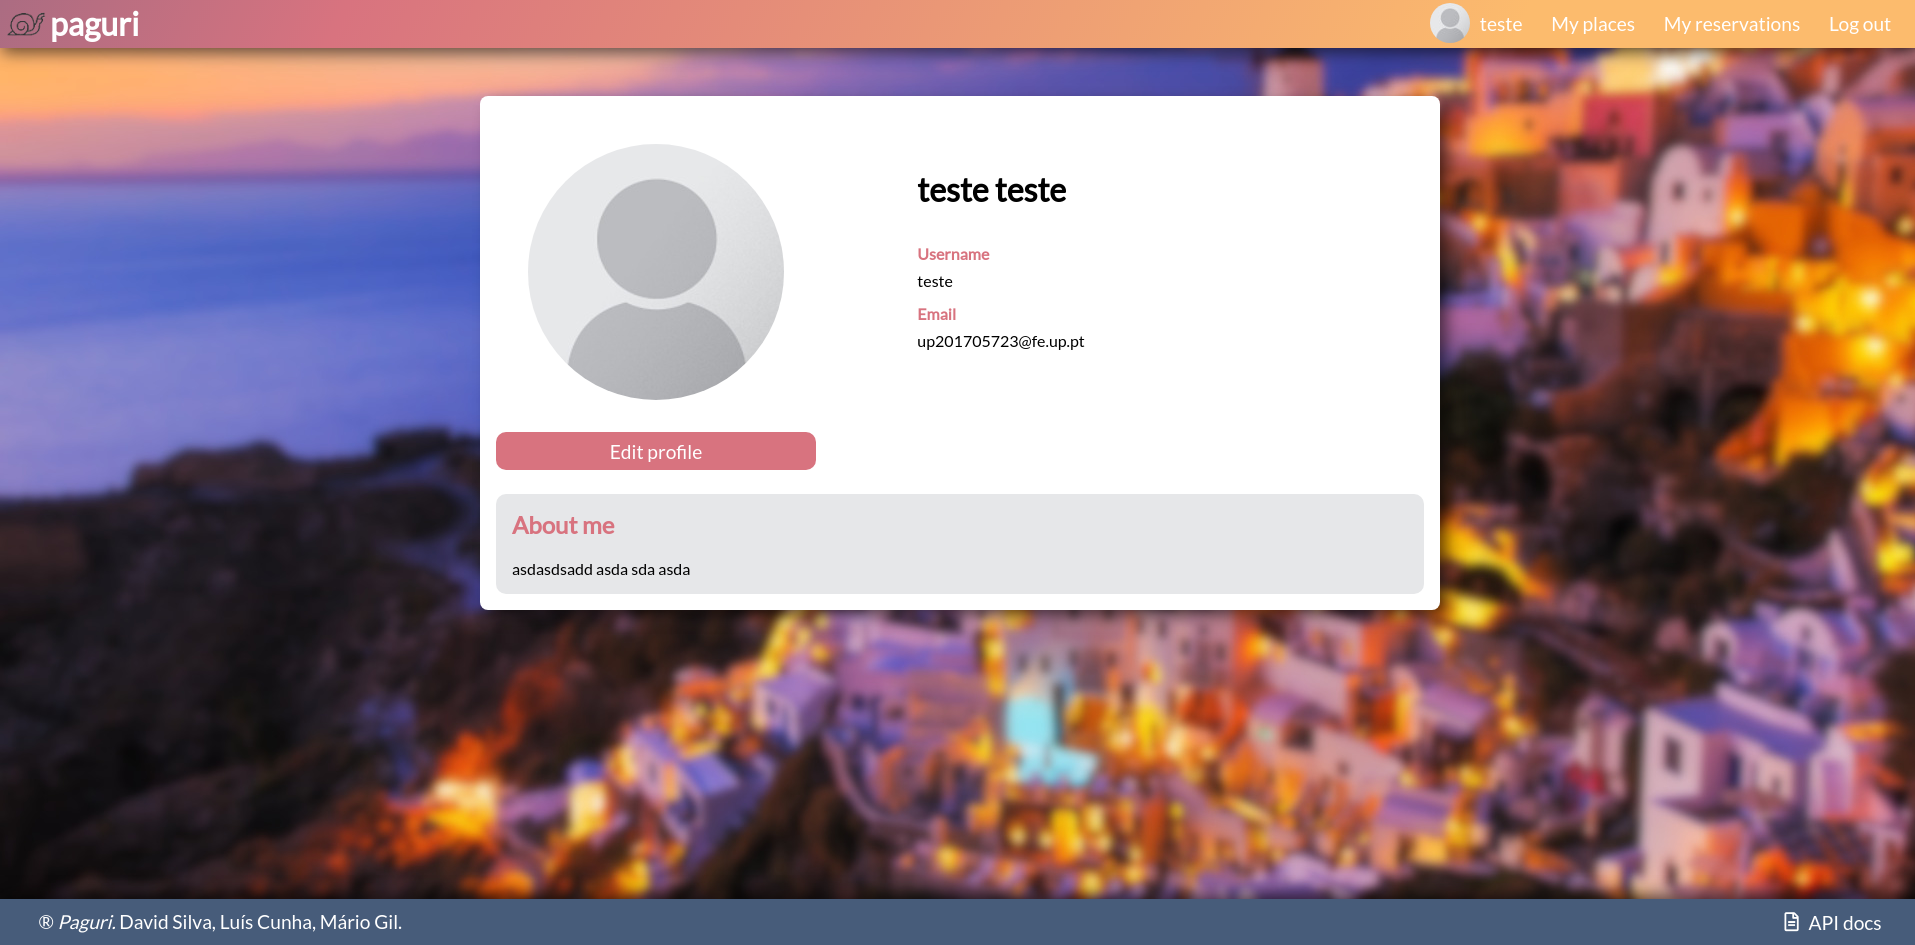 paguri
teste My places My reservations Log out
teste teste
Username
teste
Email
up201705723@fe.up.pt
Edit profile
About me
asdasdsadd asda sda asda
® Paguri. David Silva, Luís Cunha, Mário Gil.
API docs